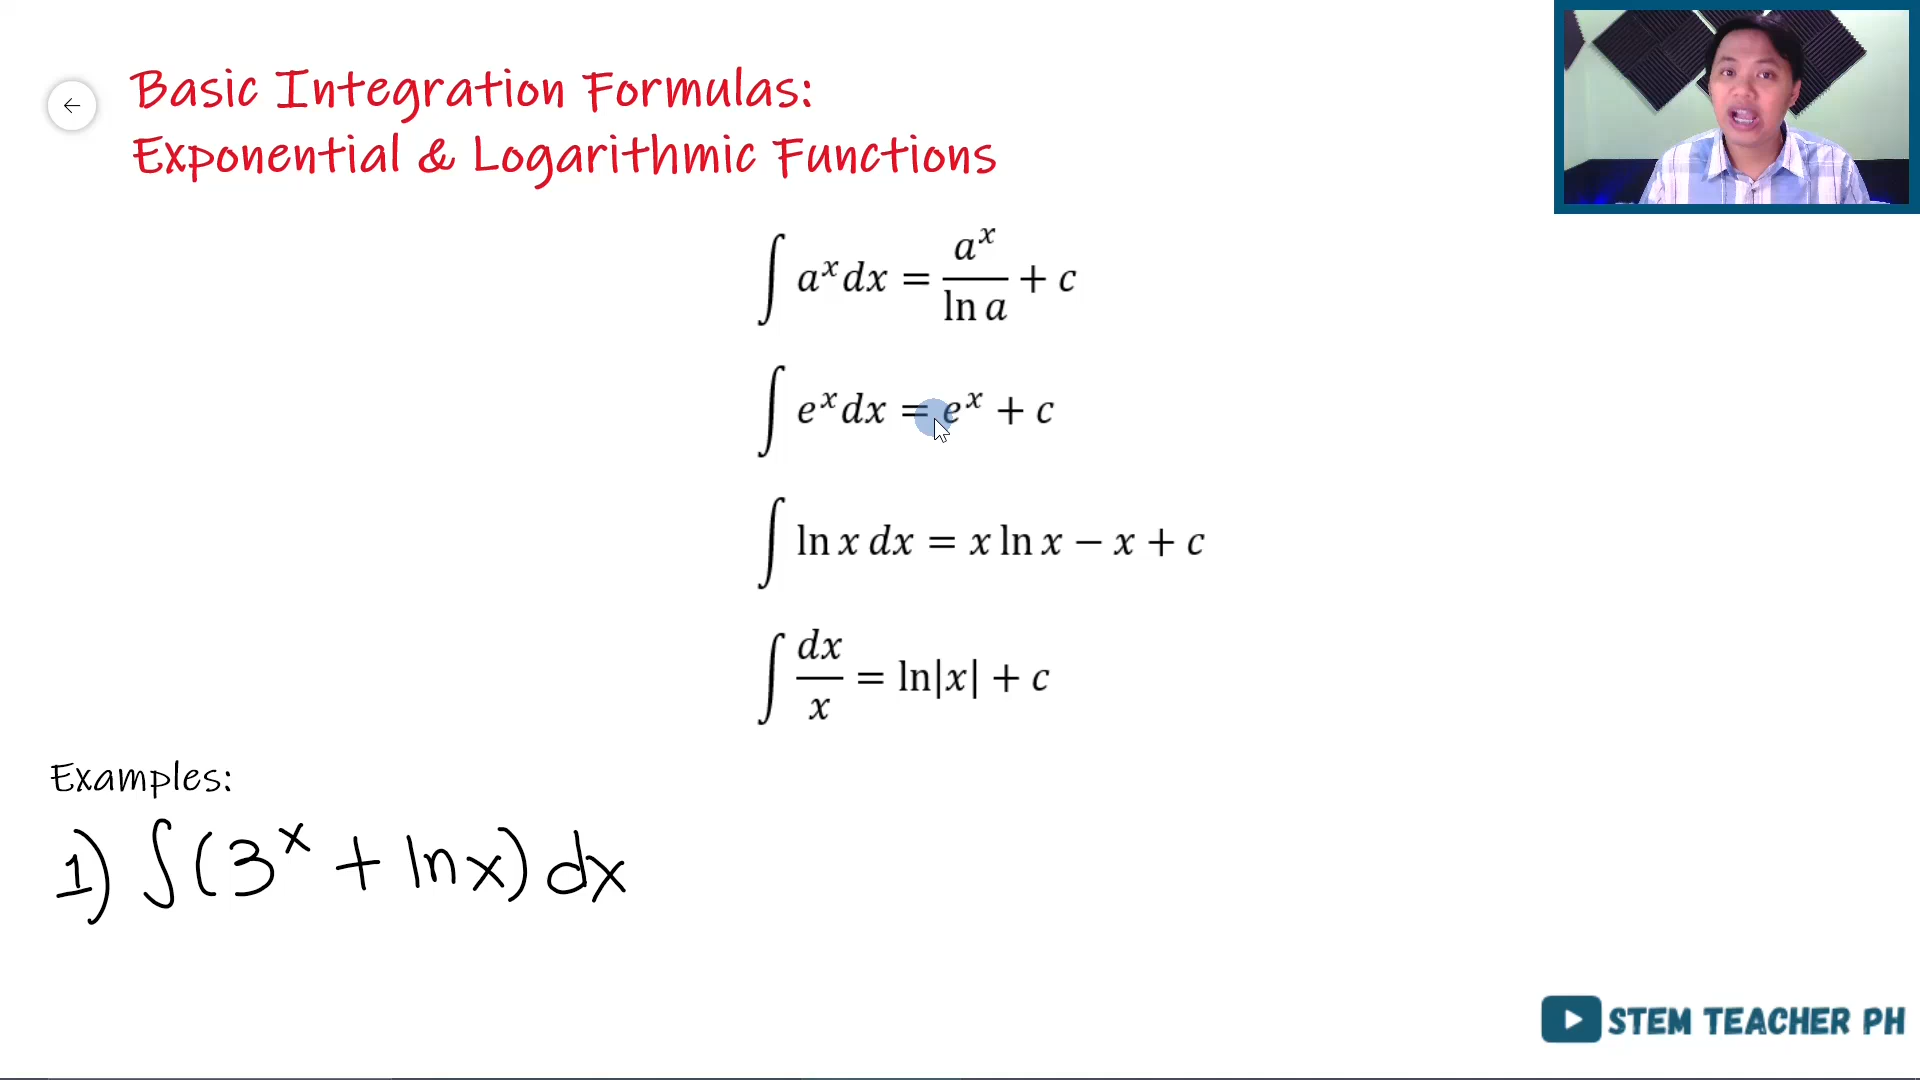 Basic Integration Formulas:
Exponential & Logarithmic Functions
∫ a^x dx = a^x / ln a + c
∫ e^x dx = e^x + c
∫ ln x dx = x ln x − x + c
∫ dx / x = ln|x| + c
Examples:
1) ∫(3^x + ln x) dx
STEM TEACHER PH